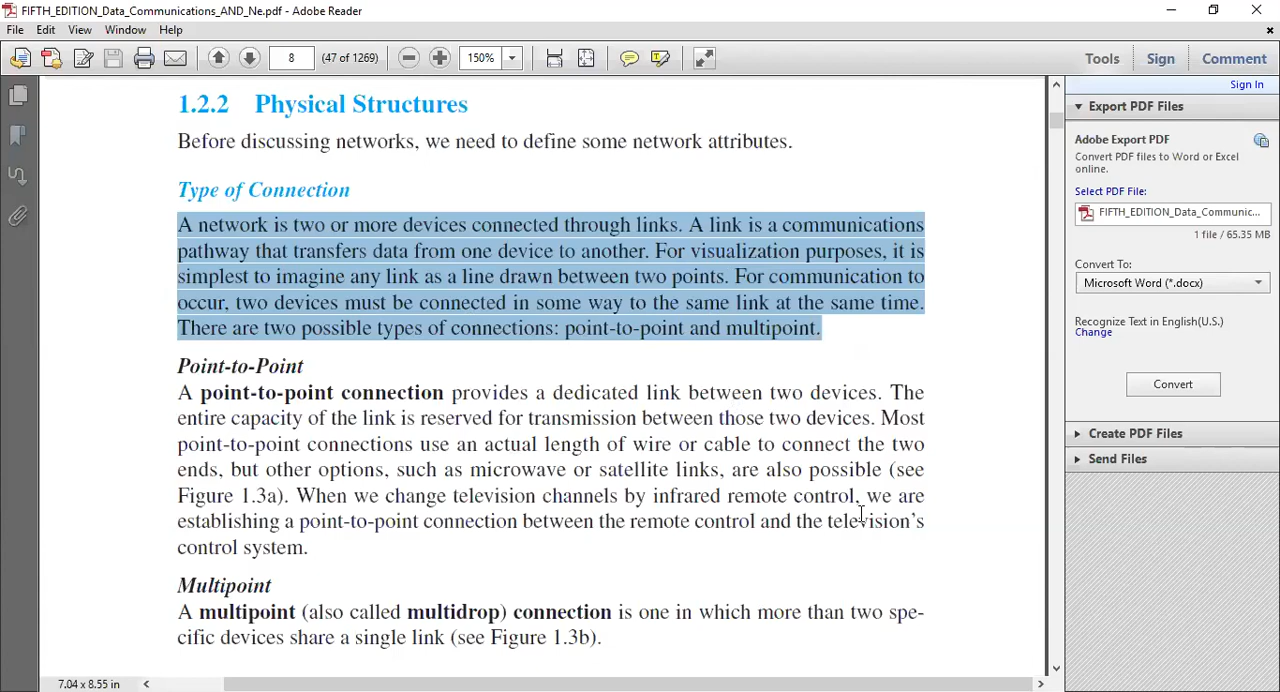 FIFTH_EDITION_Data_Communications_AND_Ne.pdf - Adobe Reader
File Edit View Window Help
8 (47 of 1269) 150% Tools Sign Comment
Sign In
1.2.2 Physical Structures
Before discussing networks, we need to define some network attributes.
Type of Connection
A network is two or more devices connected through links. A link is a communications
pathway that transfers data from one device to another. For visualization purposes, it is
simplest to imagine any link as a line drawn between two points. For communication to
occur, two devices must be connected in some way to the same link at the same time.
There are two possible types of connections: point-to-point and multipoint.
Point-to-Point
A point-to-point connection provides a dedicated link between two devices. The
entire capacity of the link is reserved for transmission between those two devices. Most
point-to-point connections use an actual length of wire or cable to connect the two
ends, but other options, such as microwave or satellite links, are also possible (see
Figure 1.3a). When we change television channels by infrared remote control, we are
establishing a point-to-point connection between the remote control and the television's
control system.
Multipoint
A multipoint (also called multidrop) connection is one in which more than two spe-
cific devices share a single link (see Figure 1.3b).
7.04 x 8.55 in
Export PDF Files
Adobe Export PDF
Convert PDF files to Word or Excel
online.
Select PDF File:
FIFTH_EDITION_Data_Communic...
1 file / 65.35 MB
Convert To:
Microsoft Word (*.docx)
Recognize Text in English(U.S.)
Change
Convert
Create PDF Files
Send Files